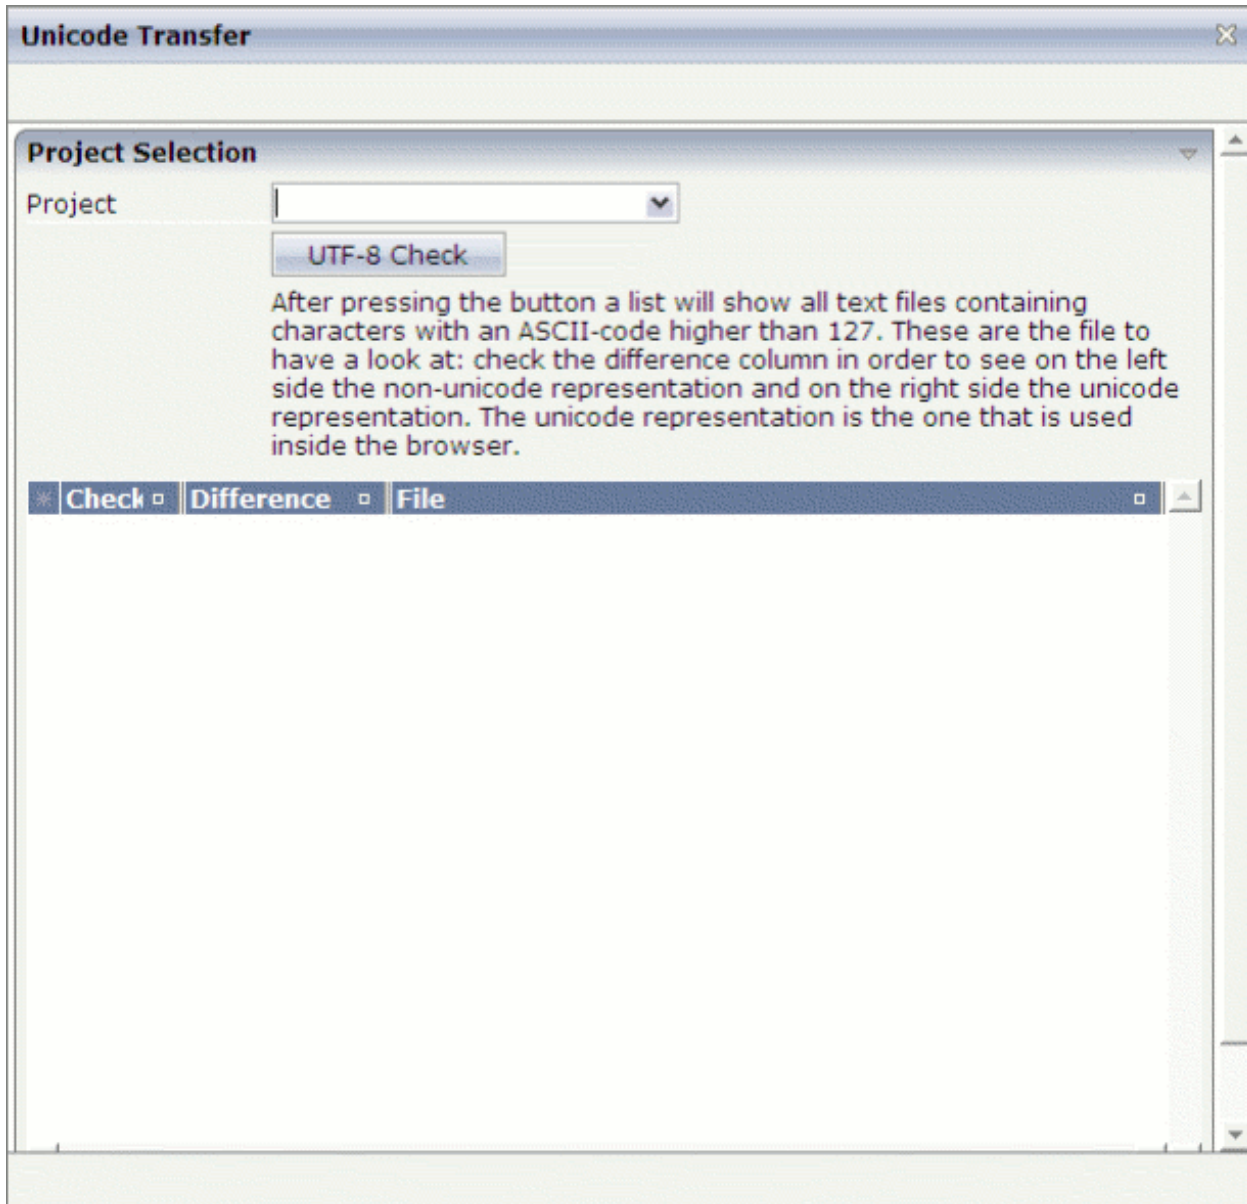 Unicode Transfer
Project Selection
Project
UTF-8 Check
After pressing the button a list will show all text files containing
characters with an ASCII-code higher than 127. These are the file to
have a look at: check the difference column in order to see on the left
side the non-unicode representation and on the right side the unicode
representation. The unicode representation is the one that is used
inside the browser.
Check Difference File